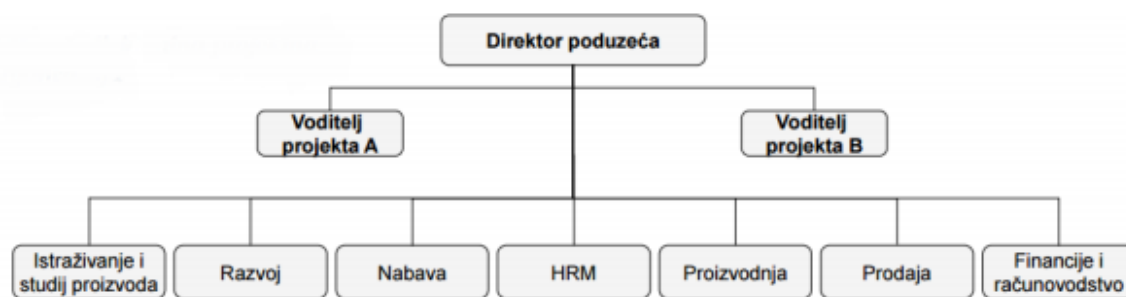 Direktor poduzeća
Voditelj
projekta A
Voditelj
projekta B
Istraživanje i
studij proizvoda
Razvoj
Nabava
HRM
Proizvodnja
Prodaja
Financije i
računovodstvo